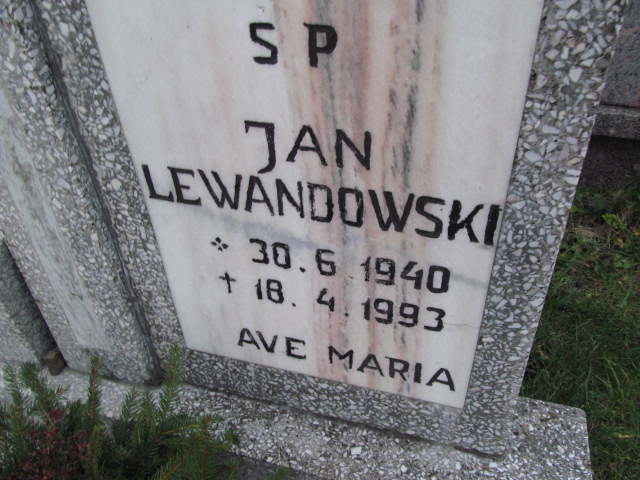 SP
JAN
LEWANDOWSKI
* 30.6 1940
† 18.4.1993
AVE MARIA